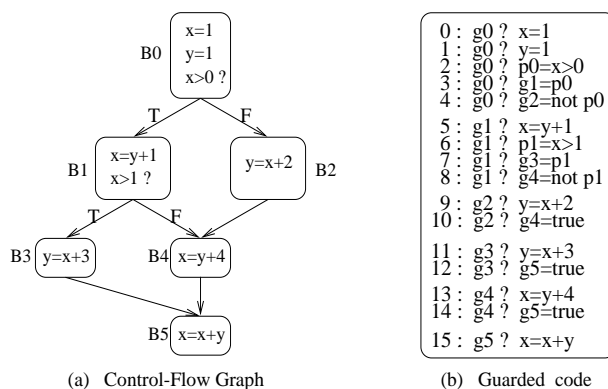 B0
x=1
y=1
x>0 ?
T
F
B1
x=y+1
x>1 ?
y=x+2
B2
T
F
B3
y=x+3
B4
x=y+4
B5
x=x+y
(a) Control-Flow Graph
0 : g0 ? x=1
1 : g0 ? y=1
2 : g0 ? p0=x>0
3 : g0 ? g1=p0
4 : g0 ? g2=not p0
5 : g1 ? x=y+1
6 : g1 ? p1=x>1
7 : g1 ? g3=p1
8 : g1 ? g4=not p1
9 : g2 ? y=x+2
10 : g2 ? g4=true
11 : g3 ? y=x+3
12 : g3 ? g5=true
13 : g4 ? x=y+4
14 : g4 ? g5=true
15 : g5 ? x=x+y
(b) Guarded code